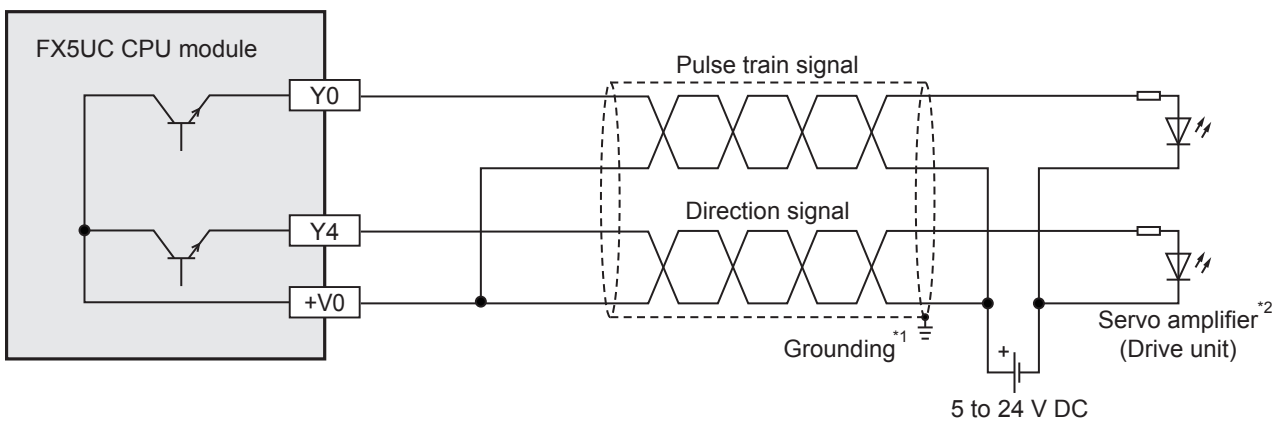 FX5UC CPU module
Pulse train signal
Y0
Direction signal
Y4
+V0
Grounding*1
Servo amplifier*2
(Drive unit)
+
5 to 24 V DC